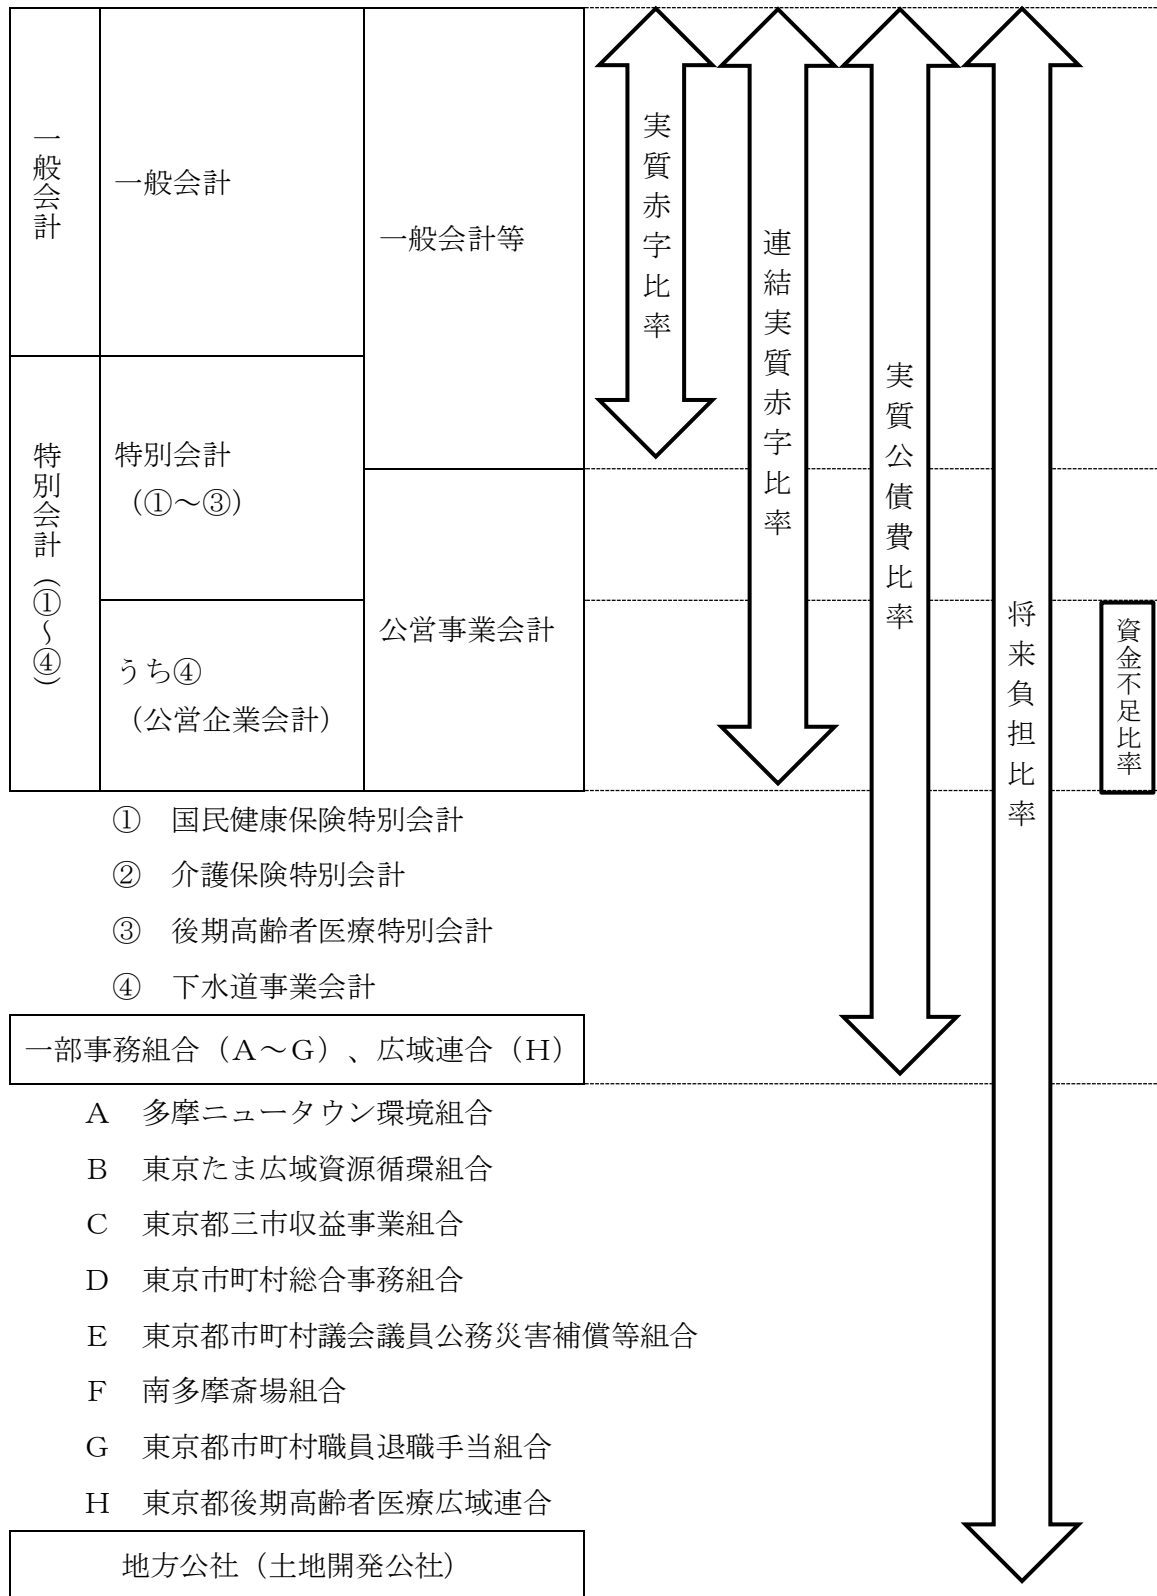 一般会計
一般会計
一般会計等
特別会計（①～④）
特別会計
（①～③）
うち④
（公営企業会計）
公営事業会計
実質赤字比率
連結実質赤字比率
実質公債費比率
将来負担比率
資金不足比率
①　国民健康保険特別会計
②　介護保険特別会計
③　後期高齢者医療特別会計
④　下水道事業会計
一部事務組合（Ａ～Ｇ）、広域連合（Ｈ）
Ａ　多摩ニュータウン環境組合
Ｂ　東京たま広域資源循環組合
Ｃ　東京都三市収益事業組合
Ｄ　東京市町村総合事務組合
Ｅ　東京都市町村議会議員公務災害補償等組合
Ｆ　南多摩斎場組合
Ｇ　東京都市町村職員退職手当組合
Ｈ　東京都後期高齢者医療広域連合
地方公社（土地開発公社）